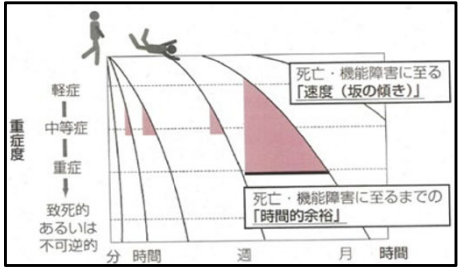 死亡・機能障害に至る
「速度（坂の傾き）」
重症度
軽症
中等症
重症
致死的
あるいは
不可逆的
死亡・機能障害に至るまでの
「時間的余裕」
分 時間 週 月 時間